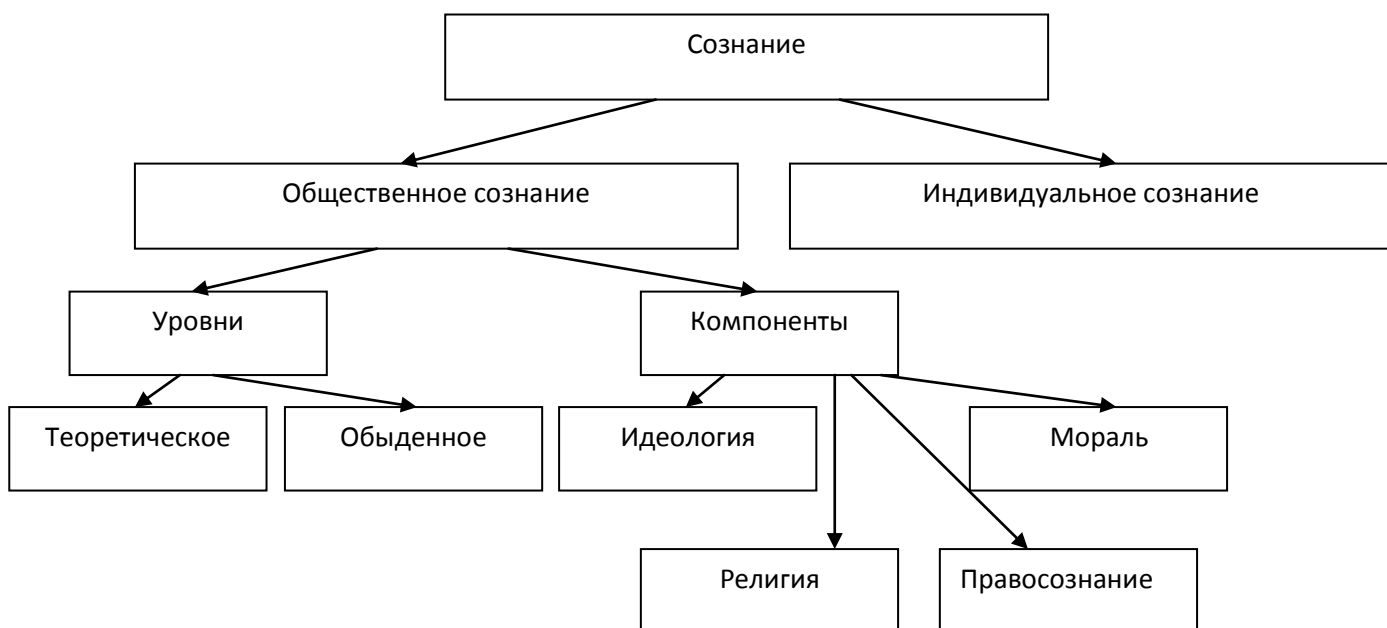 Сознание
Общественное сознание
Индивидуальное сознание
Уровни
Компоненты
Теоретическое
Обыденное
Идеология
Мораль
Религия
Правосознание